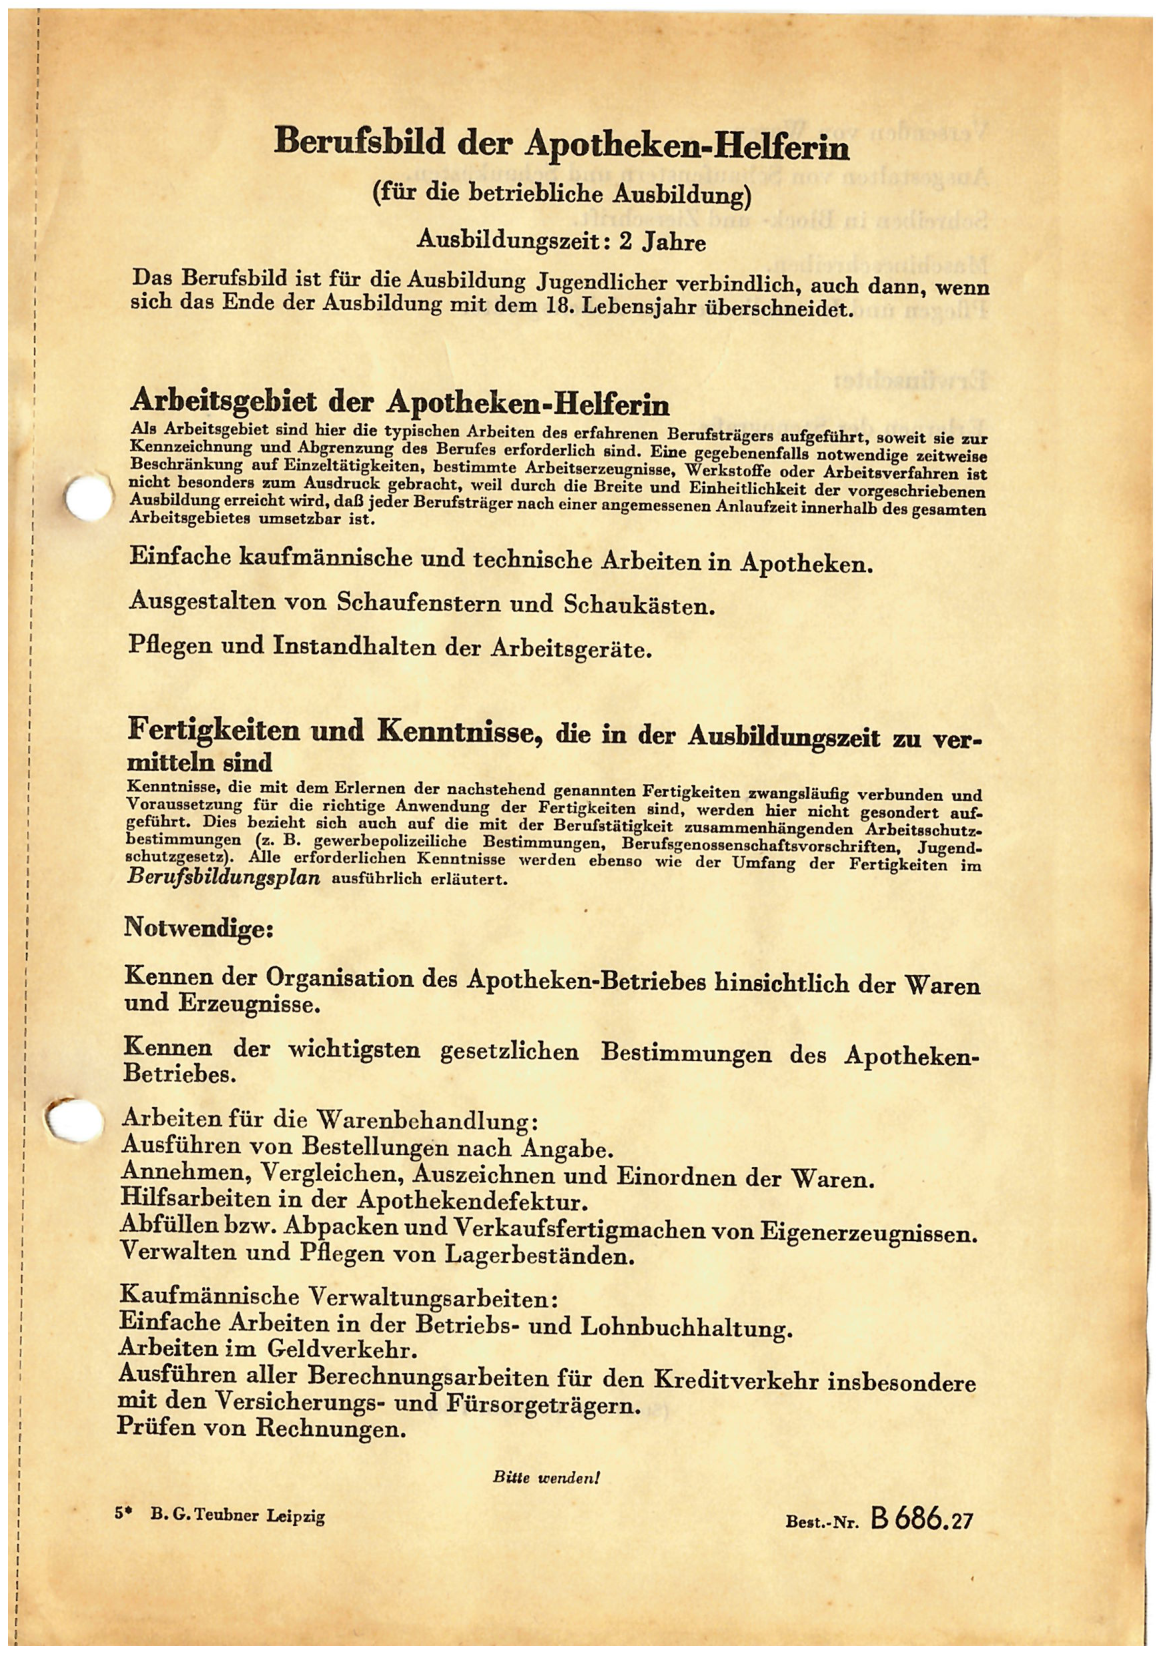 Berufsbild der Apotheken-Helferin
(für die betriebliche Ausbildung)
Ausbildungszeit: 2 Jahre
Das Berufsbild ist für die Ausbildung Jugendlicher verbindlich, auch dann, wenn
sich das Ende der Ausbildung mit dem 18. Lebensjahr überschneidet.
Arbeitsgebiet der Apotheken-Helferin
Als Arbeitsgebiet sind hier die typischen Arbeiten des erfahrenen Berufsträgers aufgeführt, soweit sie zur
Kennzeichnung und Abgrenzung des Berufes erforderlich sind. Eine gegebenenfalls notwendige zeitweise
Beschränkung auf Einzeltätigkeiten, bestimmte Arbeitserzeugnisse, Werkstoffe oder Arbeitsverfahren ist
nicht besonders zum Ausdruck gebracht, weil durch die Breite und Einheitlichkeit der vorgeschriebenen
Ausbildung erreicht wird, daß jeder Berufsträger nach einer angemessenen Anlaufzeit innerhalb des gesamten
Arbeitsgebietes umsetzbar ist.
Einfache kaufmännische und technische Arbeiten in Apotheken.
Ausgestalten von Schaufenstern und Schaukästen.
Pflegen und Instandhalten der Arbeitsgeräte.
Fertigkeiten und Kenntnisse, die in der Ausbildungszeit zu ver-
mitteln sind
Kenntnisse, die mit dem Erlernen der nachstehend genannten Fertigkeiten zwangsläufig verbunden und
Voraussetzung für die richtige Anwendung der Fertigkeiten sind, werden hier nicht gesondert auf-
geführt. Dies bezieht sich auch auf die mit der Berufstätigkeit zusammenhängenden Arbeitsschutz-
bestimmungen (z. B. gewerbepolizeiliche Bestimmungen, Berufsgenossenschaftsvorschriften, Jugend-
schutzgesetz). Alle erforderlichen Kenntnisse werden ebenso wie der Umfang der Fertigkeiten im
Berufsbildungsplan ausführlich erläutert.
Notwendige:
Kennen der Organisation des Apotheken-Betriebes hinsichtlich der Waren
und Erzeugnisse.
Kennen der wichtigsten gesetzlichen Bestimmungen des Apotheken-
Betriebes.
Arbeiten für die Warenbehandlung:
Ausführen von Bestellungen nach Angabe.
Annehmen, Vergleichen, Auszeichnen und Einordnen der Waren.
Hilfsarbeiten in der Apothekendefektur.
Abfüllen bzw. Abpacken und Verkaufsfertigmachen von Eigenerzeugnissen.
Verwalten und Pflegen von Lagerbeständen.
Kaufmännische Verwaltungsarbeiten:
Einfache Arbeiten in der Betriebs- und Lohnbuchhaltung.
Arbeiten im Geldverkehr.
Ausführen aller Berechnungsarbeiten für den Kreditverkehr insbesondere
mit den Versicherungs- und Fürsorgeträgern.
Prüfen von Rechnungen.
Bitte wenden!
5* B. G. Teubner Leipzig
Best.-Nr. B 686.27